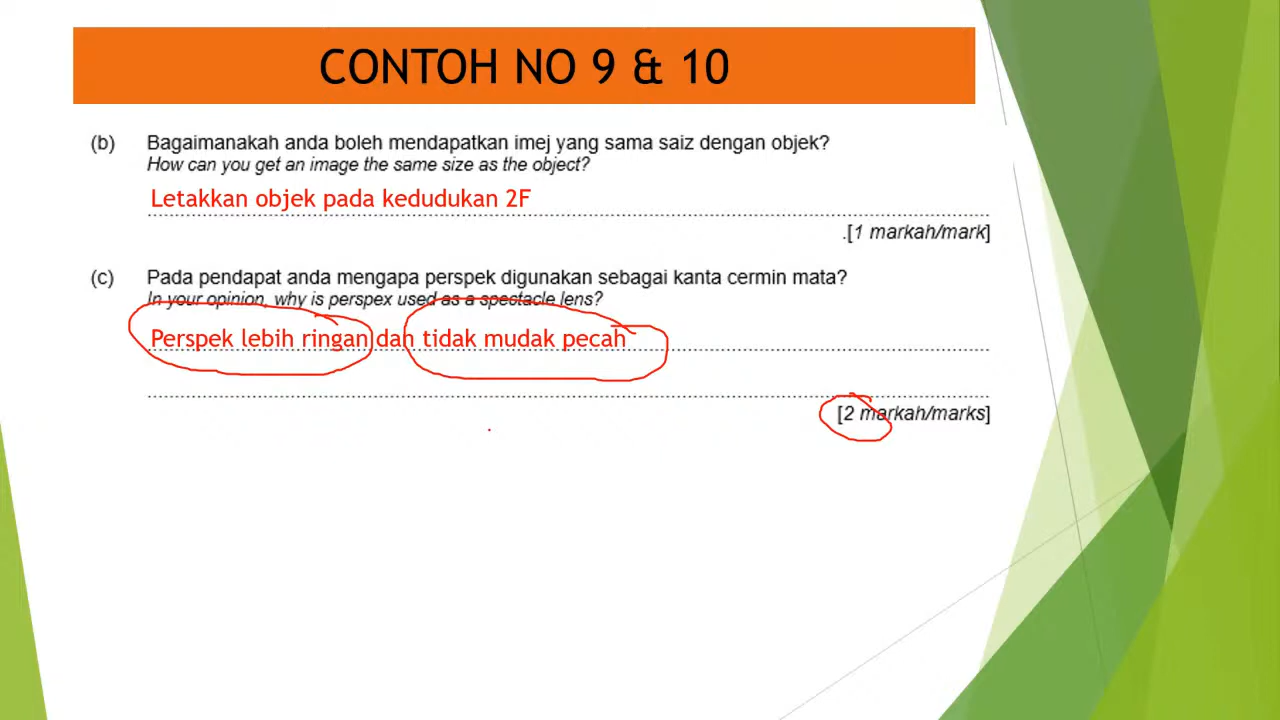 CONTOH NO 9 & 10
(b) Bagaimanakah anda boleh mendapatkan imej yang sama saiz dengan objek?
How can you get an image the same size as the object?
Letakkan objek pada kedudukan 2F
.[1 markah/mark]
(c) Pada pendapat anda mengapa perspek digunakan sebagai kanta cermin mata?
In your opinion, why is perspex used as a spectacle lens?
Perspek lebih ringan dan tidak mudak pecah
[2 markah/marks]